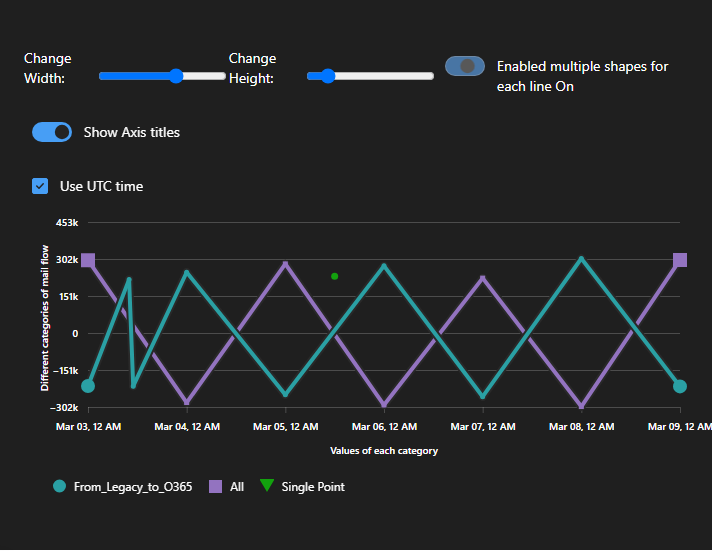 Change
Width:
Change
Height:
Enabled multiple shapes for
each line On
Show Axis titles
Use UTC time
453k
302k
151k
0
−151k
−302k
Different categories of mail flow
Mar 03, 12 AM
Mar 04, 12 AM
Mar 05, 12 AM
Mar 06, 12 AM
Mar 07, 12 AM
Mar 08, 12 AM
Mar 09, 12 AM
Values of each category
From_Legacy_to_O365
All
Single Point